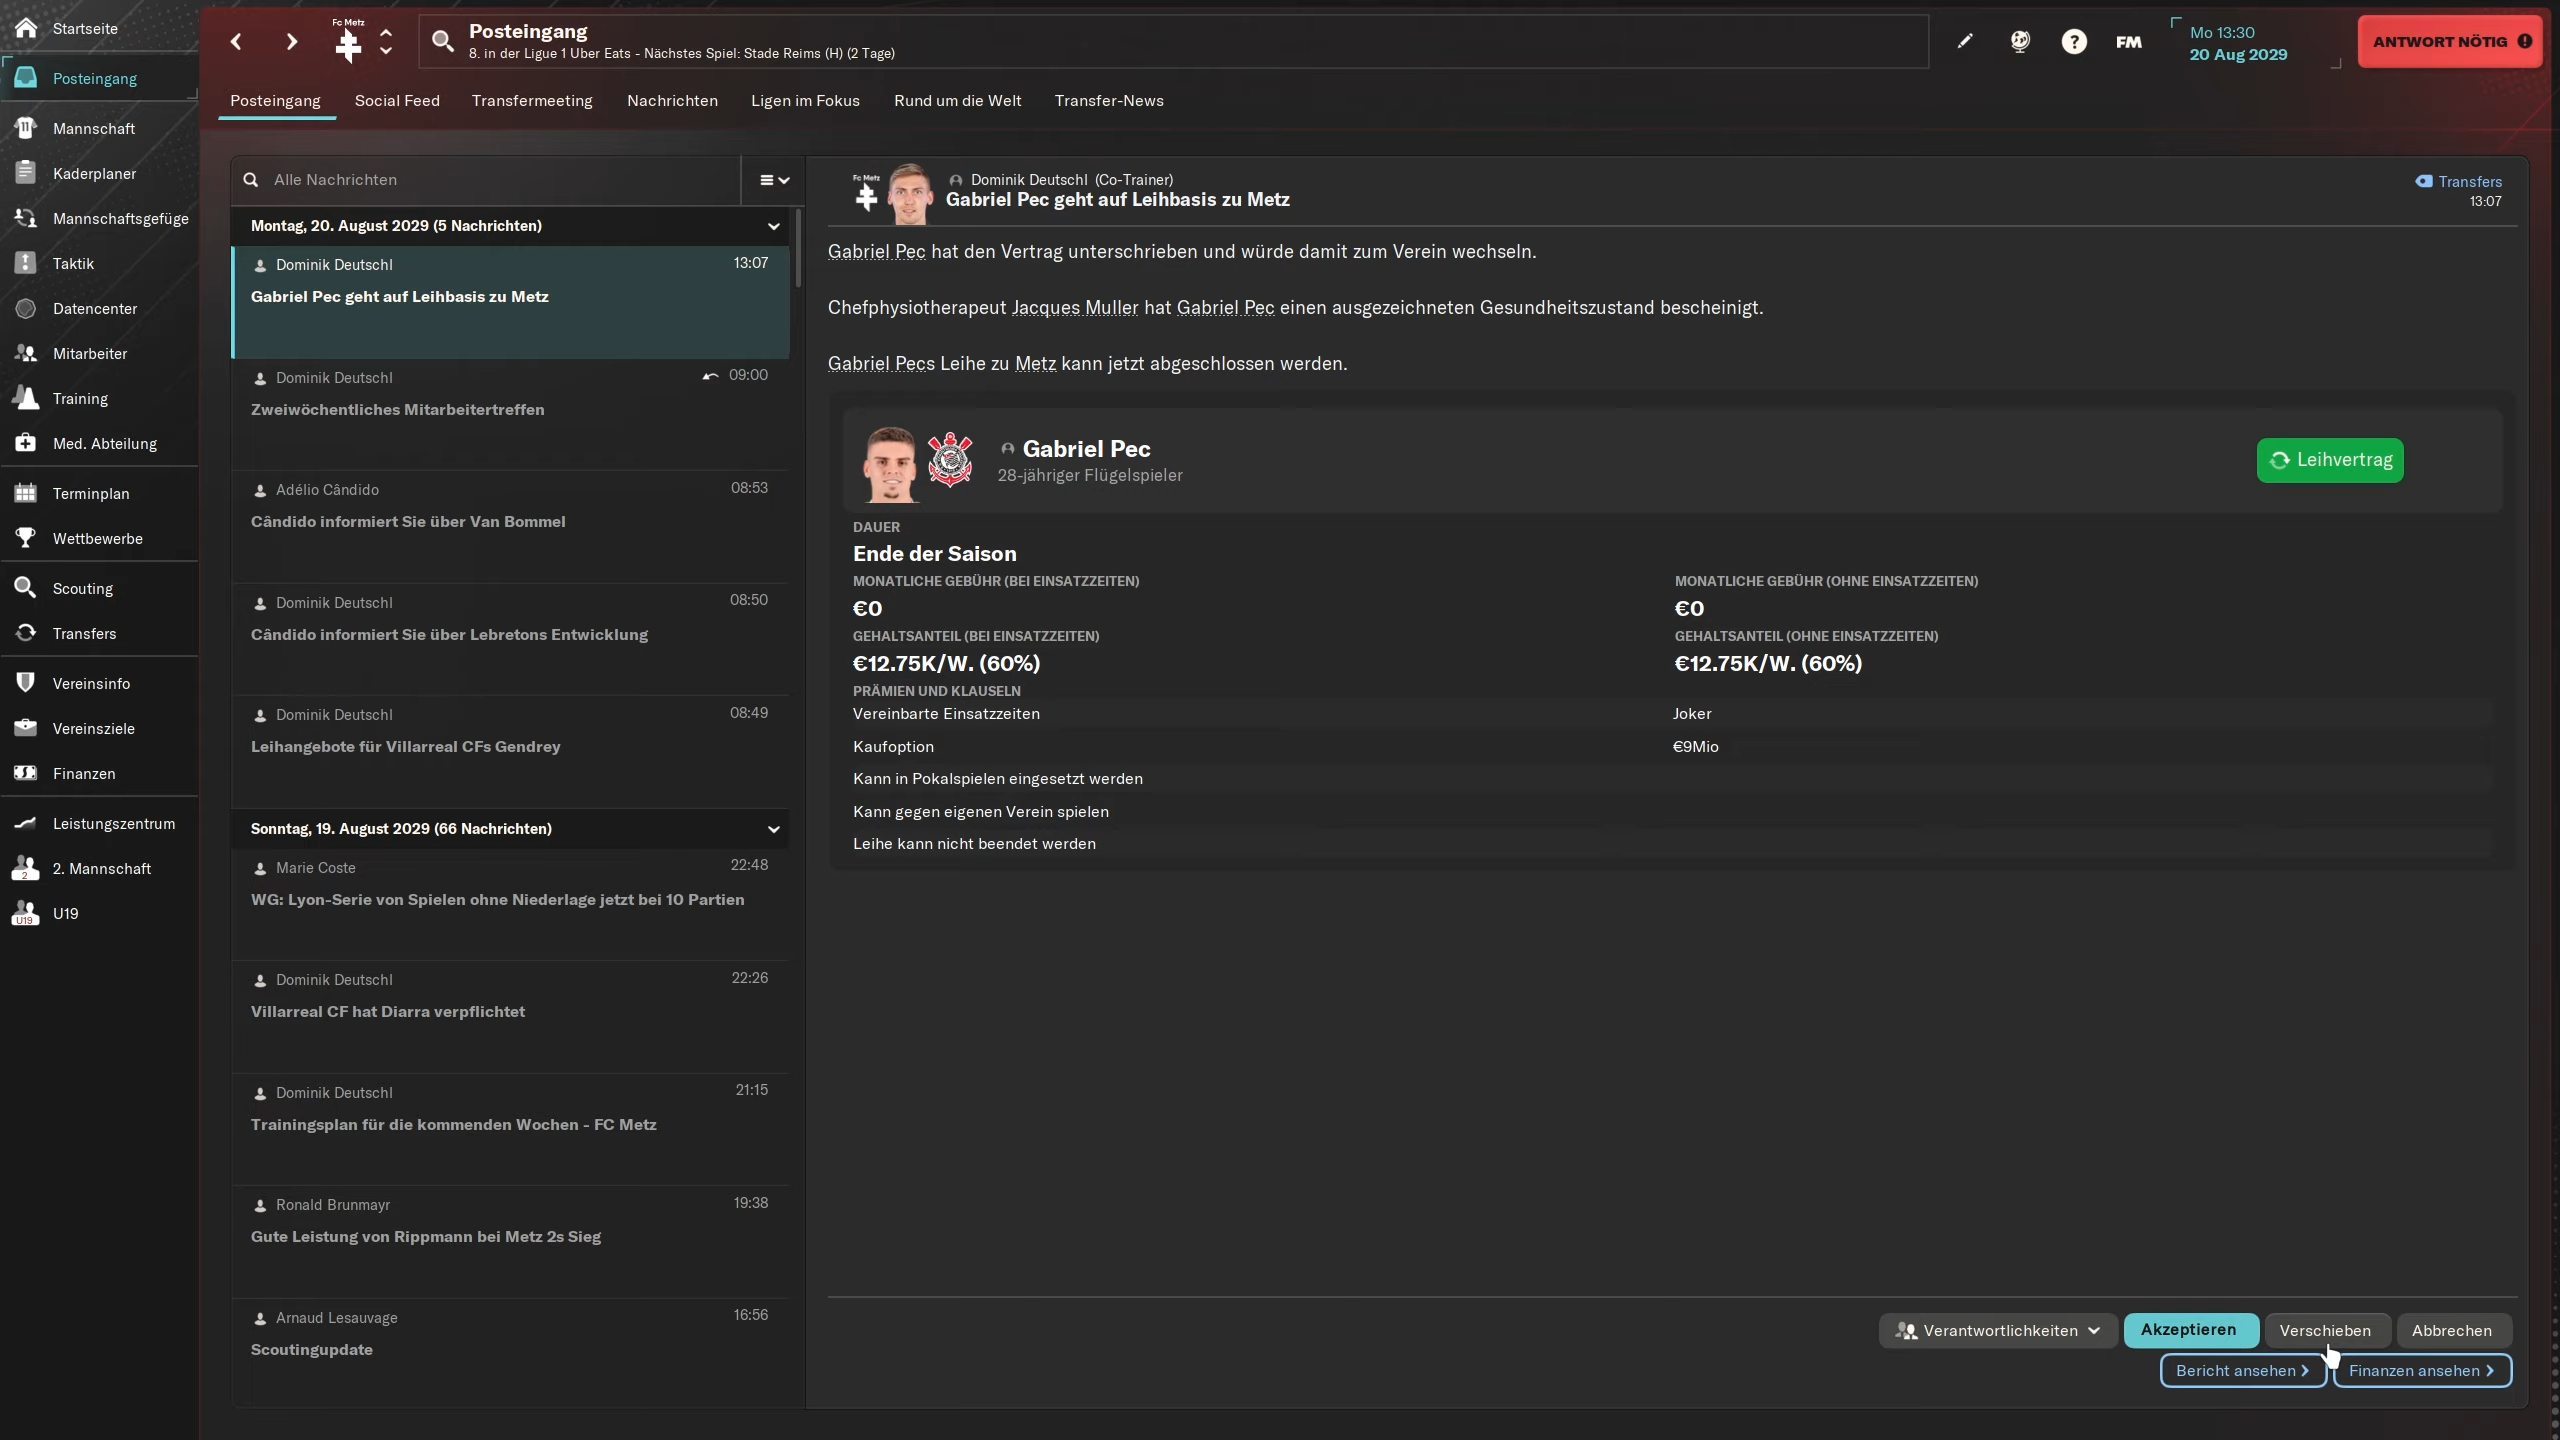 Startseite
Posteingang
Mannschaft
Kaderplaner
Mannschaftsgefüge
Taktik
Datencenter
Mitarbeiter
Training
Med. Abteilung
Terminplan
Wettbewerbe
Scouting
Transfers
Vereinsinfo
Vereinsziele
Finanzen
Leistungszentrum
2. Mannschaft
U19
Fc Metz
Posteingang
8. in der Ligue 1 Uber Eats - Nächstes Spiel: Stade Reims (H) (2 Tage)
FM
Mo 13:30
20 Aug 2029
ANTWORT NÖTIG
Posteingang Social Feed Transfermeeting Nachrichten Ligen im Fokus Rund um die Welt Transfer-News
Alle Nachrichten
Montag, 20. August 2029 (5 Nachrichten)
Dominik Deutschl 13:07
Gabriel Pec geht auf Leihbasis zu Metz
Dominik Deutschl 09:00
Zweiwöchentliches Mitarbeitertreffen
Adélio Cândido 08:53
Cândido informiert Sie über Van Bommel
Dominik Deutschl 08:50
Cândido informiert Sie über Lebretons Entwicklung
Dominik Deutschl 08:49
Leihangebote für Villarreal CFs Gendrey
Sonntag, 19. August 2029 (66 Nachrichten)
Marie Coste 22:48
WG: Lyon-Serie von Spielen ohne Niederlage jetzt bei 10 Partien
Dominik Deutschl 22:26
Villarreal CF hat Diarra verpflichtet
Dominik Deutschl 21:15
Trainingsplan für die kommenden Wochen - FC Metz
Ronald Brunmayr 19:38
Gute Leistung von Rippmann bei Metz 2s Sieg
Arnaud Lesauvage 16:56
Scoutingupdate
Fc Metz
Dominik Deutschl (Co-Trainer)
Gabriel Pec geht auf Leihbasis zu Metz
Transfers
13:07
Gabriel Pec hat den Vertrag unterschrieben und würde damit zum Verein wechseln.
Chefphysiotherapeut Jacques Muller hat Gabriel Pec einen ausgezeichneten Gesundheitszustand bescheinigt.
Gabriel Pecs Leihe zu Metz kann jetzt abgeschlossen werden.
Gabriel Pec
28-jähriger Flügelspieler
Leihvertrag
DAUER
Ende der Saison
MONATLICHE GEBÜHR (BEI EINSATZZEITEN) MONATLICHE GEBÜHR (OHNE EINSATZZEITEN)
€0 €0
GEHALTSANTEIL (BEI EINSATZZEITEN) GEHALTSANTEIL (OHNE EINSATZZEITEN)
€12.75K/W. (60%) €12.75K/W. (60%)
PRÄMIEN UND KLAUSELN
Vereinbarte Einsatzzeiten Joker
Kaufoption €9Mio
Kann in Pokalspielen eingesetzt werden
Kann gegen eigenen Verein spielen
Leihe kann nicht beendet werden
Verantwortlichkeiten Akzeptieren Verschieben Abbrechen
Bericht ansehen Finanzen ansehen